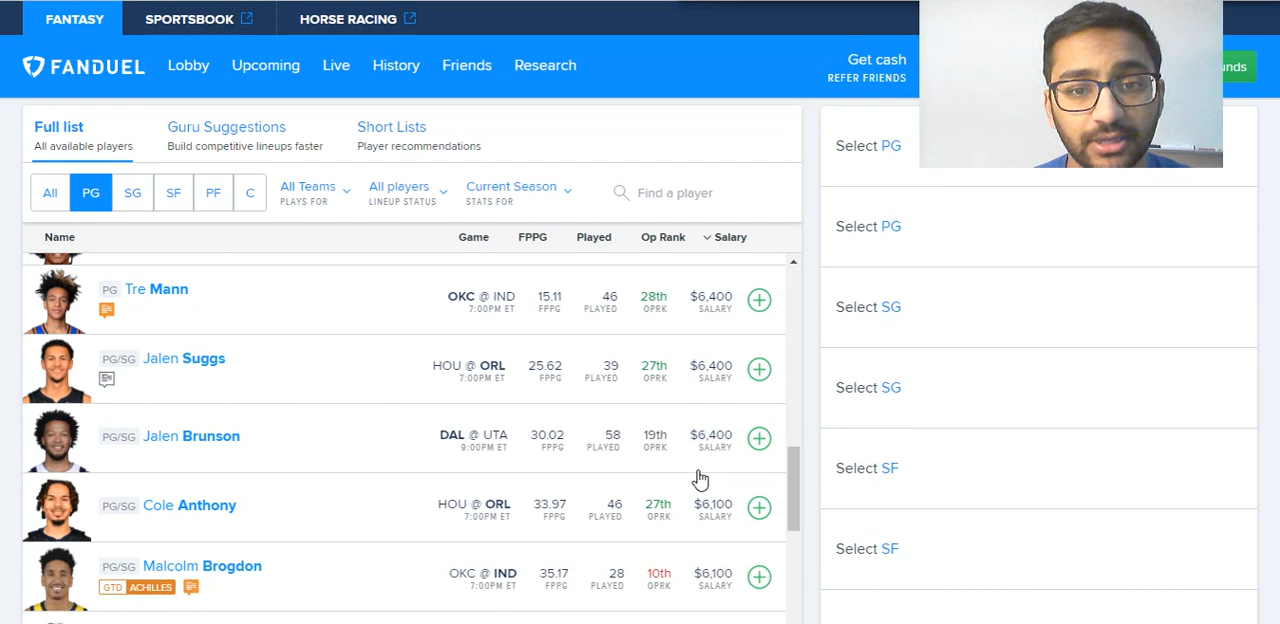 FANTASY SPORTSBOOK HORSE RACING
FANDUEL Lobby Upcoming Live History Friends Research
Get cash
REFER FRIENDS
nds
Full list Guru Suggestions Short Lists
All available players Build competitive lineups faster Player recommendations
All PG SG SF PF C
All Teams All players Current Season Find a player
PLAYS FOR LINEUP STATUS STATS FOR
Name Game FPPG Played Op Rank Salary
PG Tre Mann
OKC @ IND 15.11 46 28th $6,400
7:00PM ET FPPG PLAYED OPRK SALARY
PG/SG Jalen Suggs
HOU @ ORL 25.62 39 27th $6,400
7:00PM ET FPPG PLAYED OPRK SALARY
PG/SG Jalen Brunson
DAL @ UTA 30.02 58 19th $6,400
9:00PM ET FPPG PLAYED OPRK SALARY
PG/SG Cole Anthony
HOU @ ORL 33.97 46 27th $6,100
7:00PM ET FPPG PLAYED OPRK SALARY
PG/SG Malcolm Brogdon
GTD ACHILLES
OKC @ IND 35.17 28 10th $6,100
7:00PM ET FPPG PLAYED OPRK SALARY
Select PG
Select PG
Select SG
Select SG
Select SF
Select SF